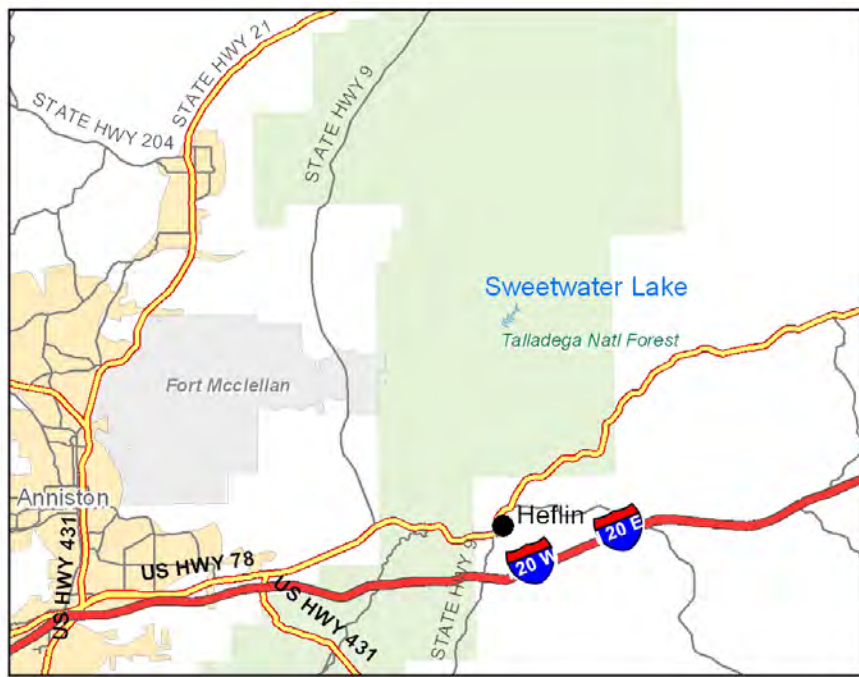 STATE HWY 21
STATE HWY 9
STATE HWY 204
Sweetwater Lake
Talladega Natl Forest
Fort Mcclellan
Anniston
Heflin
20 E
20 W
US HWY 78
US HWY 431
US HWY 431
STATE HWY 9